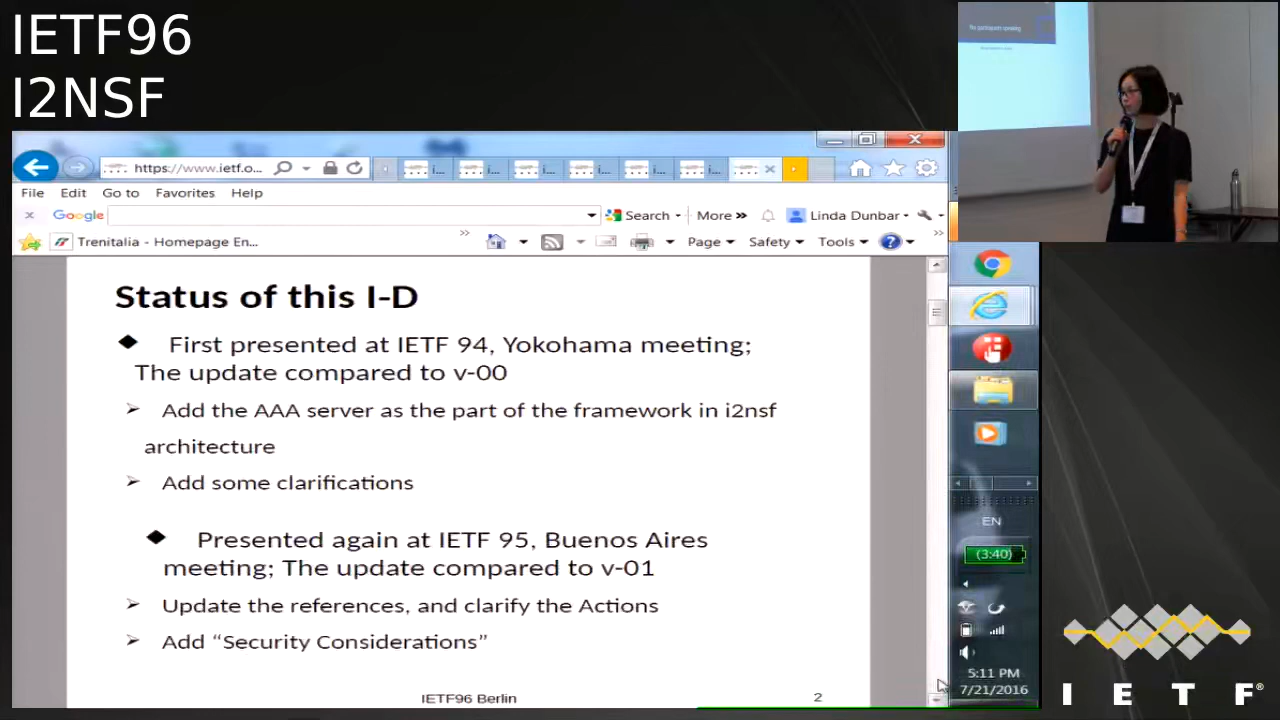 IETF96
I2NSF
https://www.ietf.o...
i...
i...
i...
i...
i...
i...
File Edit Go to Favorites Help
x Google Search More » Linda Dunbar
Trenitalia - Homepage En... Page Safety Tools
Status of this I-D
First presented at IETF 94, Yokohama meeting;
The update compared to v-00
Add the AAA server as the part of the framework in i2nsf
architecture
Add some clarifications
Presented again at IETF 95, Buenos Aires
meeting; The update compared to v-01
Update the references, and clarify the Actions
Add “Security Considerations”
IETF96 Berlin 2
EN
(3:40)
5:11 PM
7/21/2016
I E T F®